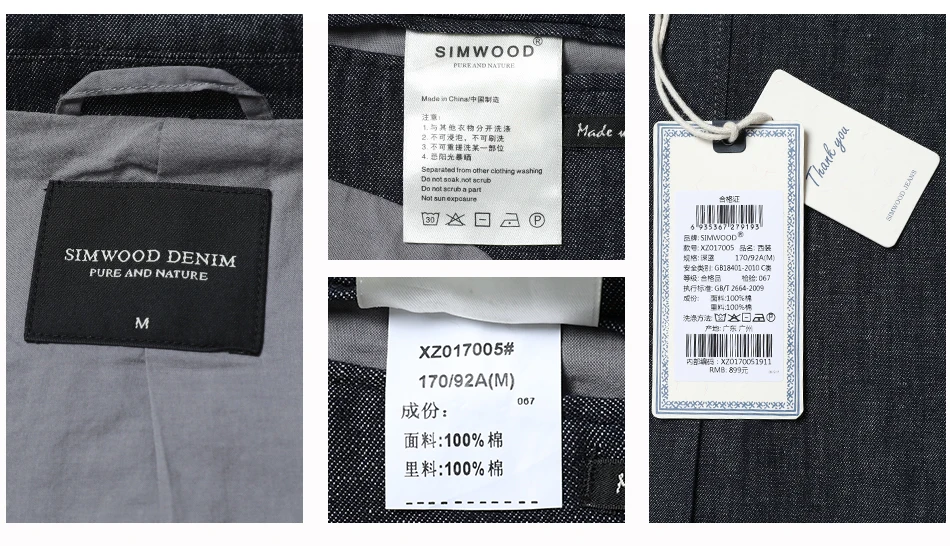 SIMWOOD DENIM
PURE AND NATURE
M
SIMWOOD®
PURE AND NATURE
Made in China/中国制造
注意:
1.与其他衣物分开洗涤
2.不可浸泡，不可刷洗
3.不可重搓洗某一部位
4.忌阳光暴晒
Separated from other clothing washing
Do not soak,not scrub
Do not scrub a part
Not sun exposure
30
P
Made
XZ017005#
170/92A(M)
067
成份：
面料:100%棉
里料:100%棉
Thank you
SIMWOOD JEANS
合格证
6 935367 279193
品牌: SIMWOOD®
款号: XZ017005 品名: 西装
规格: 深蓝 170/92A(M)
安全类别: GB18401-2010 C类
等级: 合格品 检验: 067
执行标准: GB/T 2664-2009
成份: 面料:100%棉
里料:100%棉
洗涤方法:
产地: 广东 广州
内部编码: XZ0170051911
RMB: 899元